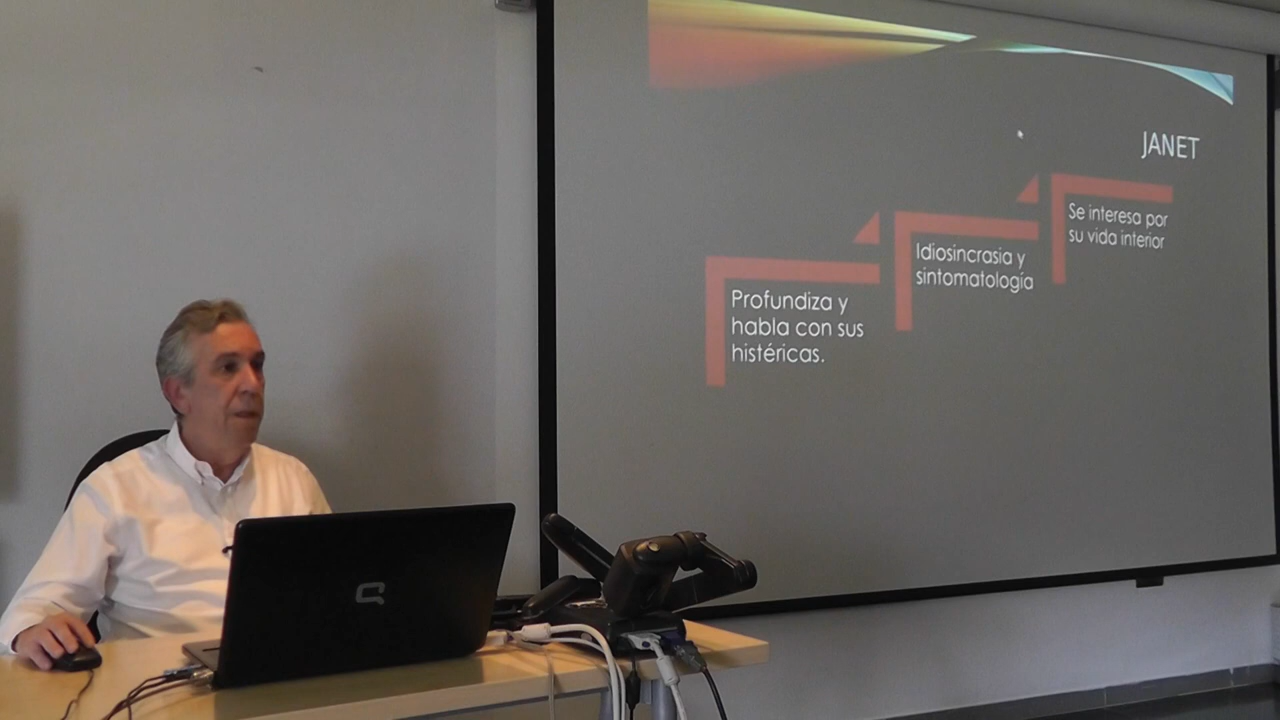 JANET
Profundiza y
habla con sus
histéricas.
Idiosincrasia y
sintomatología
Se interesa por
su vida interior